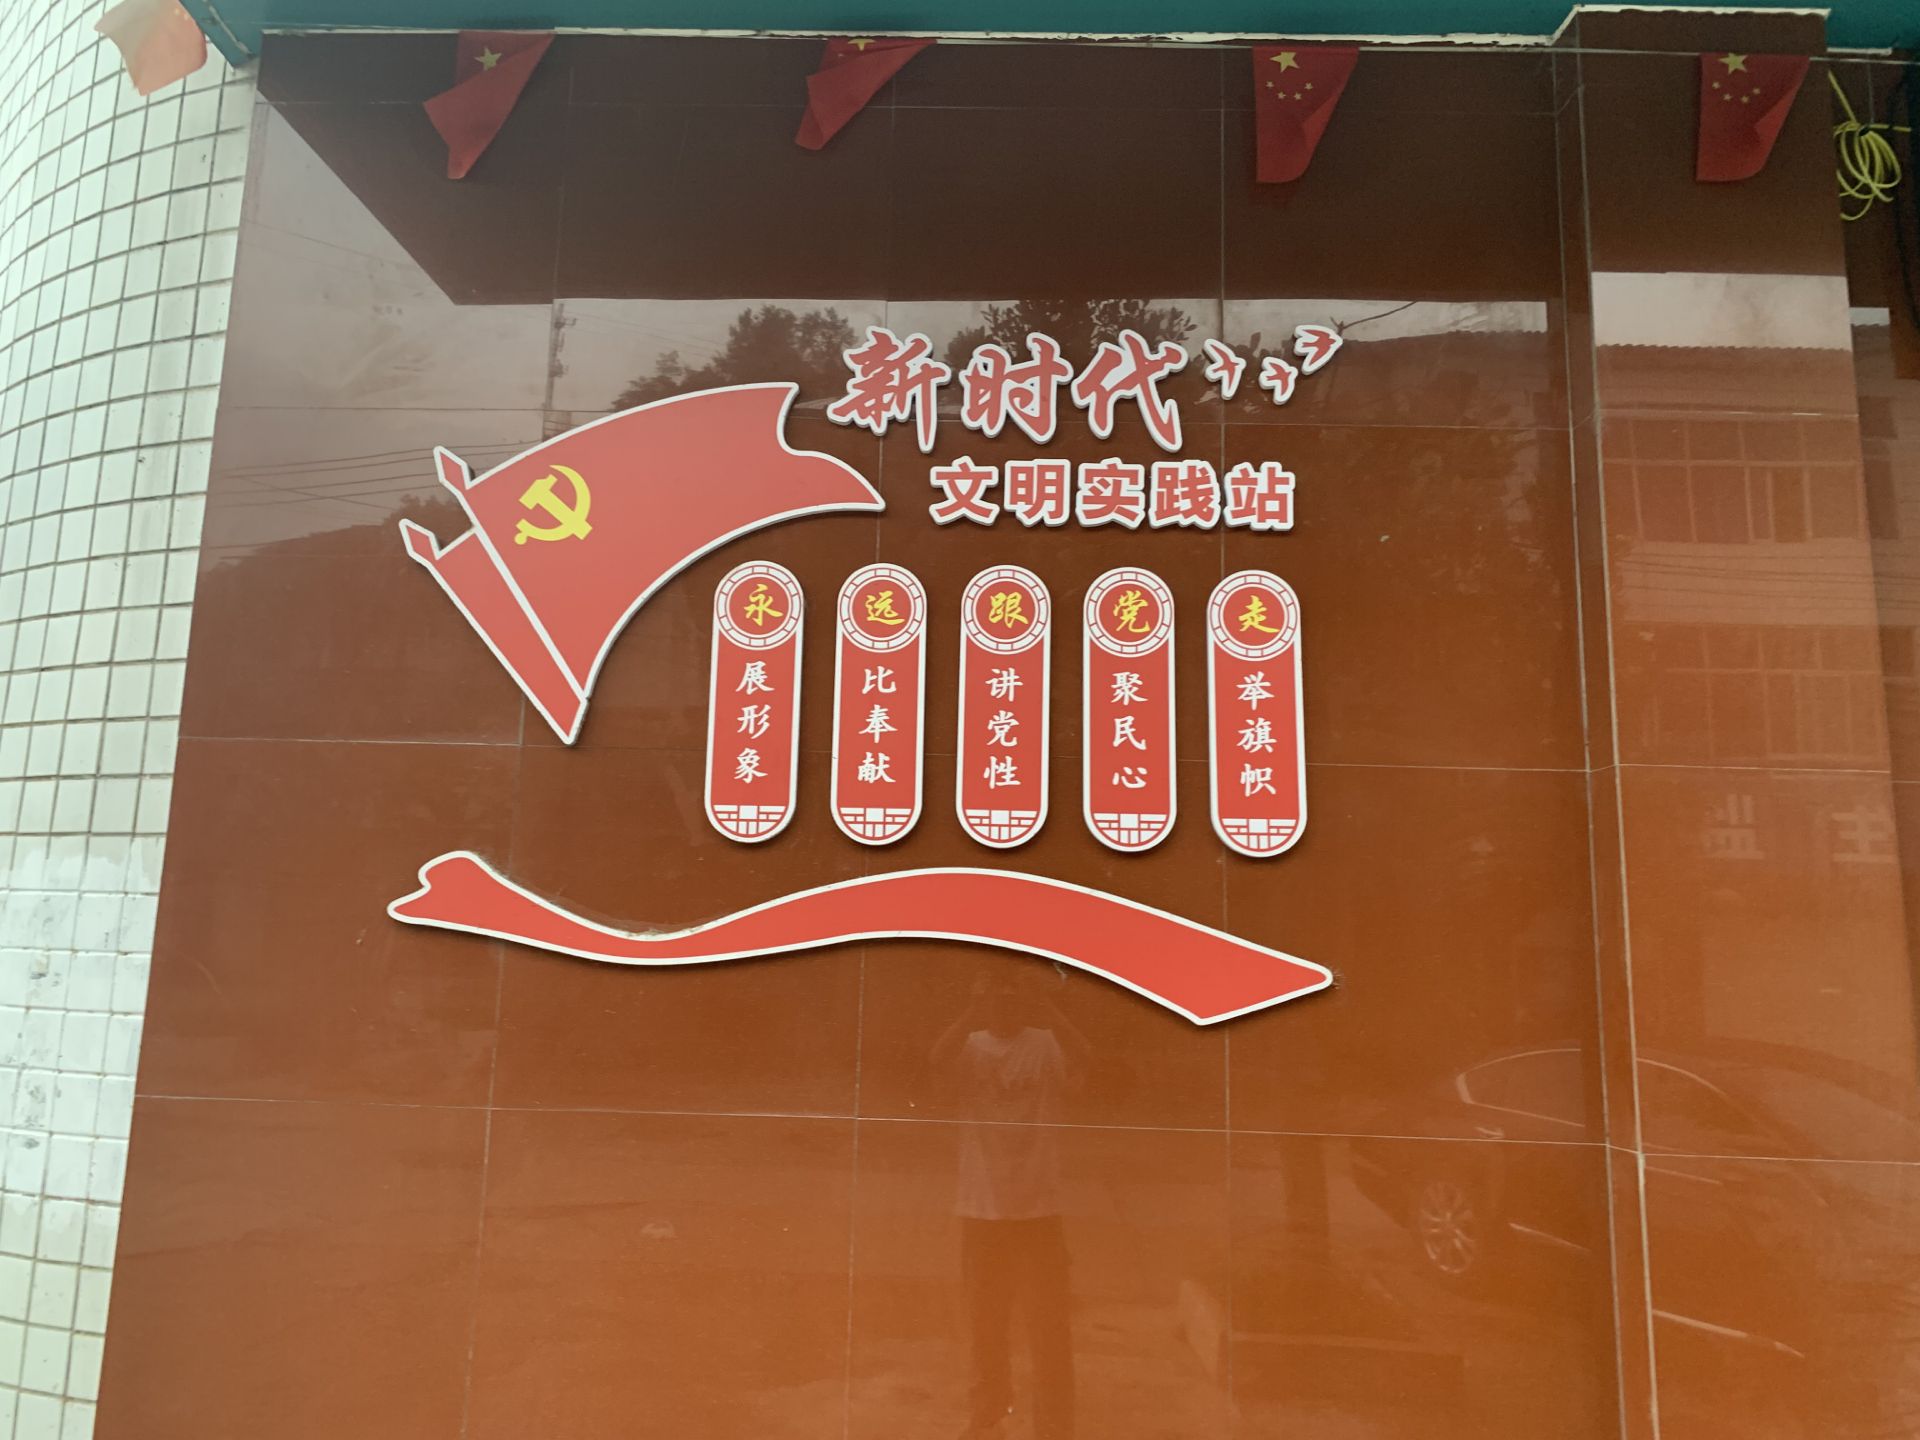 新时代
文明实践站
永远跟党走
展形象
比奉献
讲党性
聚民心
举旗帜